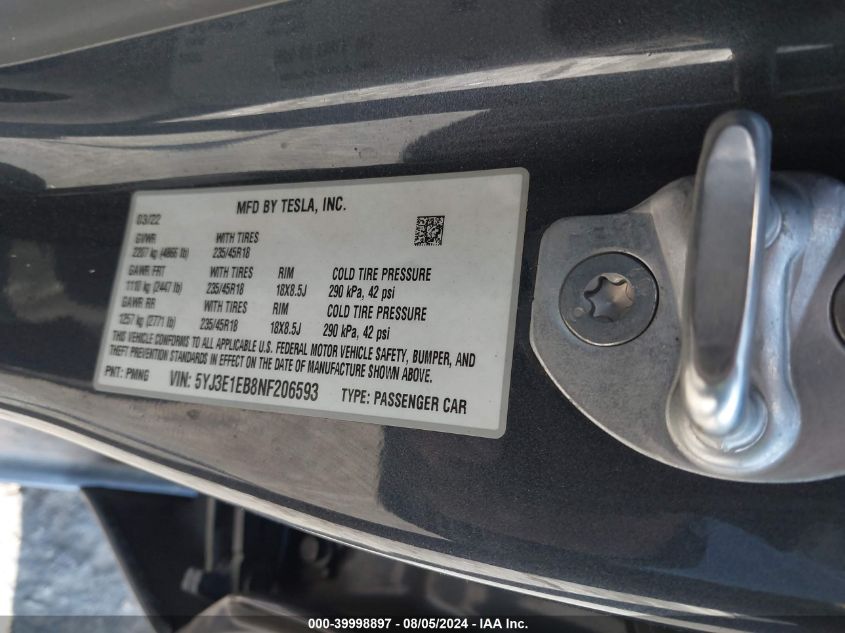 03/22 MFD BY TESLA, INC.
GVWR WITH TIRES
2207 kg (4866 lb) 235/45R18
GAWR FRT WITH TIRES RIM COLD TIRE PRESSURE
1110 kg (2447 lb) 235/45R18 18X8.5J 290 kPa, 42 psi
GAWR RR WITH TIRES RIM COLD TIRE PRESSURE
1257 kg (2771 lb) 235/45R18 18X8.5J 290 kPa, 42 psi
THIS VEHICLE CONFORMS TO ALL APPLICABLE U.S. FEDERAL MOTOR VEHICLE SAFETY, BUMPER, AND
THEFT PREVENTION STANDARDS IN EFFECT ON THE DATE OF MANUFACTURE SHOWN ABOVE.
PNT: PMNG VIN: 5YJ3E1EB8NF206593 TYPE: PASSENGER CAR
000-39998897 - 08/05/2024 - IAA Inc.